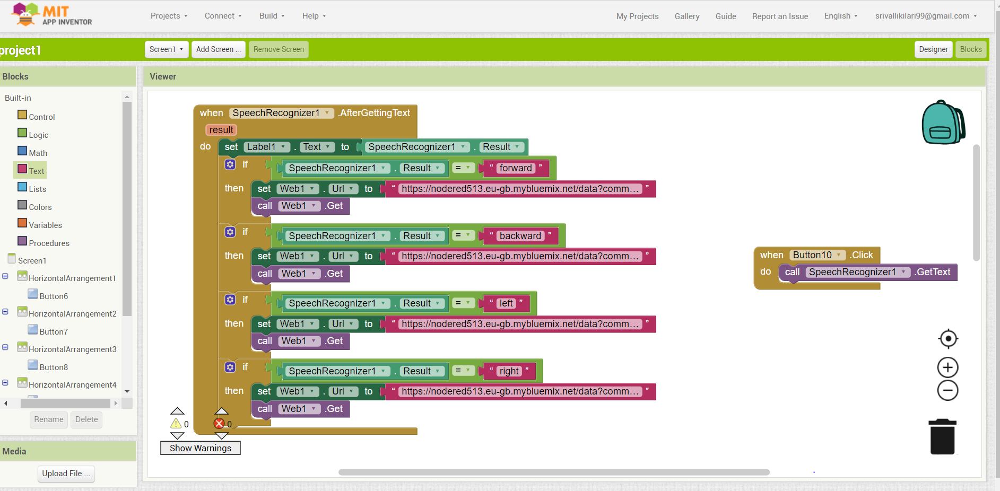 MIT
APP INVENTOR
Projects Connect Build Help My Projects Gallery Guide Report an Issue English srivallikilari99@gmail.com
project1 Screen1 Add Screen ... Remove Screen Designer Blocks
Blocks
Built-in
Control
Logic
Math
Text
Lists
Colors
Variables
Procedures
Screen1
HorizontalArrangement1
Button6
HorizontalArrangement2
Button7
HorizontalArrangement3
Button8
HorizontalArrangement4
Rename Delete
Media
Upload File ...
Viewer
when SpeechRecognizer1 .AfterGettingText
result
do set Label1 . Text to SpeechRecognizer1 . Result
if SpeechRecognizer1 . Result = “ forward ”
then set Web1 . Url to “ https://nodered513.eu-gb.mybluemix.net/data?comm... ”
call Web1 .Get
if SpeechRecognizer1 . Result = “ backward ”
then set Web1 . Url to “ https://nodered513.eu-gb.mybluemix.net/data?comm... ”
call Web1 .Get
if SpeechRecognizer1 . Result = “ left ”
then set Web1 . Url to “ https://nodered513.eu-gb.mybluemix.net/data?comm... ”
call Web1 .Get
if SpeechRecognizer1 . Result = “ right ”
then set Web1 . Url to “ https://nodered513.eu-gb.mybluemix.net/data?comm... ”
call Web1 .Get
0 0
Show Warnings
when Button10 .Click
do call SpeechRecognizer1 .GetText